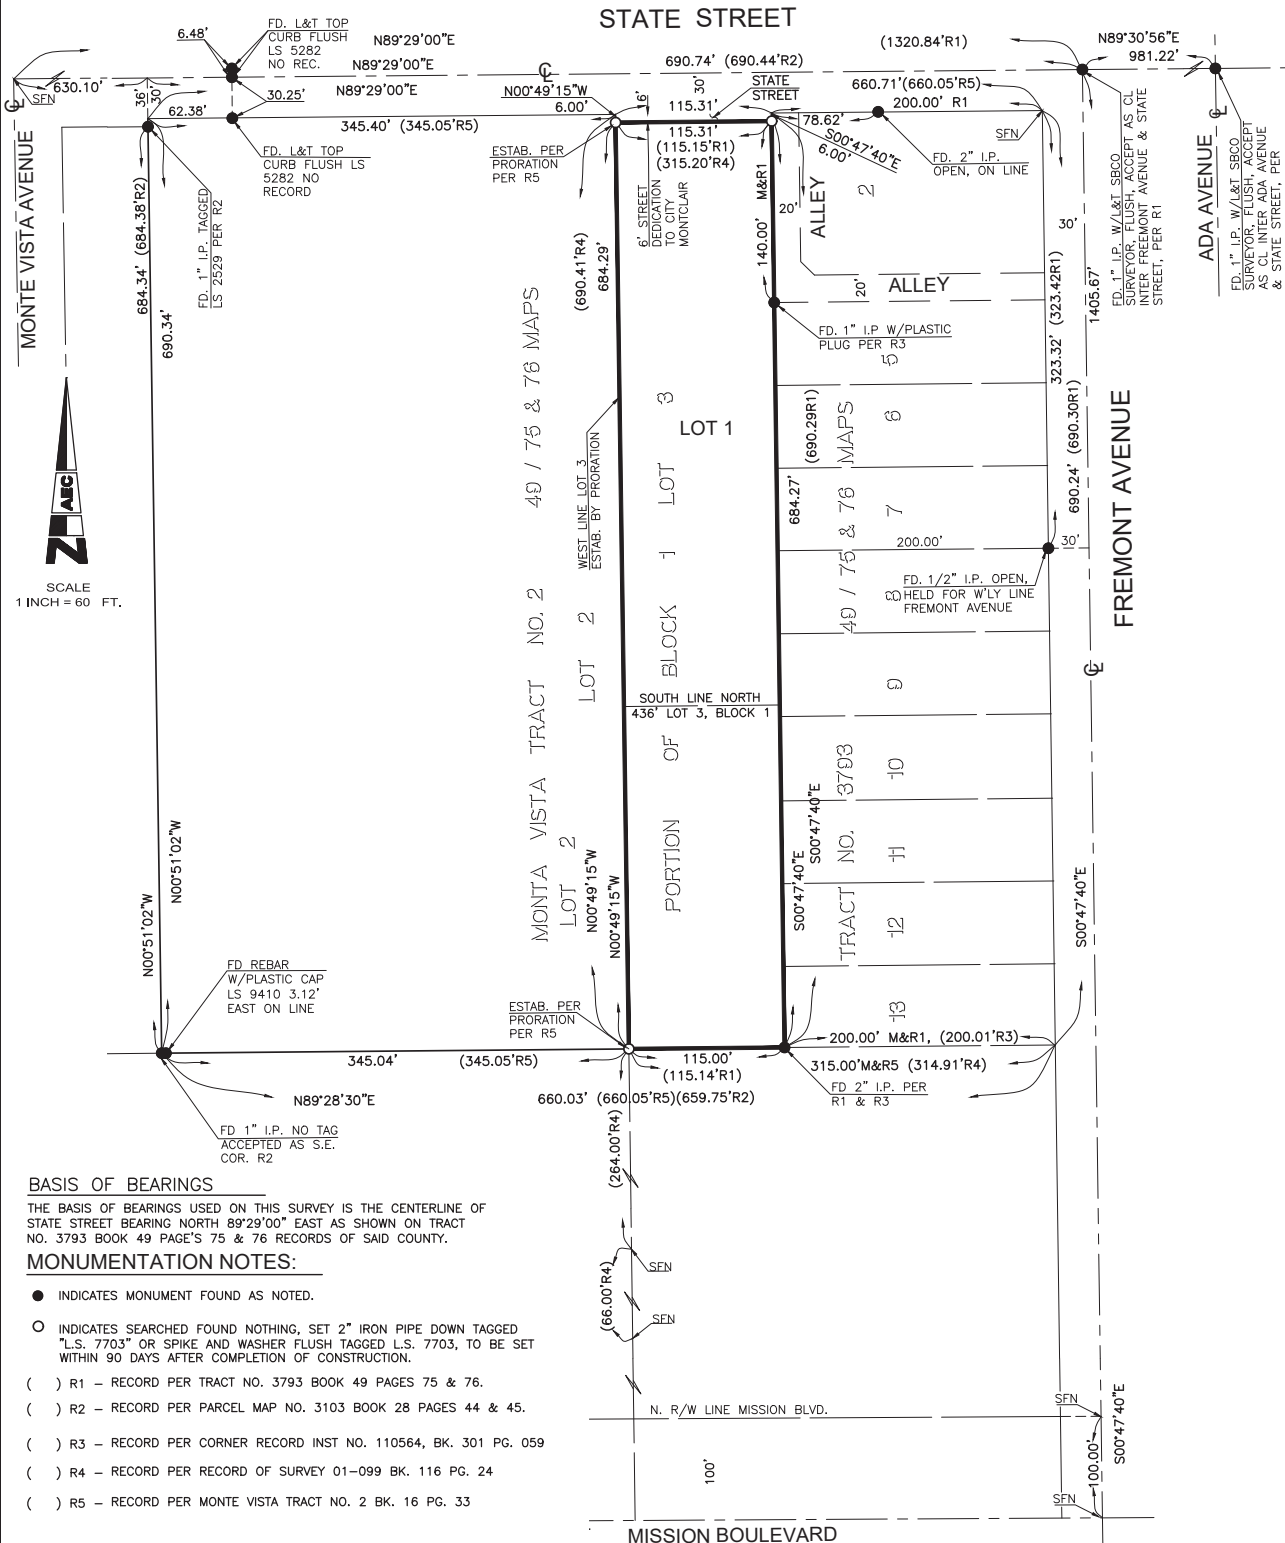 STATE STREET
6.48'
FD. L&T TOP
CURB FLUSH
LS 5282
NO REC.
N89°29'00"E
N89°29'00"E
N89°29'00"E
690.74' (690.44'R2)
(1320.84'R1)
N89°30'56"E
981.22'
SFN
630.10'
36'
30'
62.38'
30.25'
345.40' (345.05'R5)
N00°49'15"W
6.00'
6'
30'
115.31'
STATE
STREET
115.31'
(115.15'R1)
(315.20'R4)
660.71'(660.05'R5)
200.00' R1
78.62'
S00°47'40"E
6.00'
SFN
FD. 2" I.P.
OPEN, ON LINE
FD. L&T TOP
CURB FLUSH LS
5282 NO
RECORD
ESTAB. PER
PRORATION
PER R5
6' STREET
DEDICATION
TO CITY
MONTCLAIR
MONTE VISTA AVENUE
684.34' (684.38'R2)
690.34'
FD. 1" I.P. TAGGED
LS 2529 PER R2
(690.41'R4)
684.29'
140.00' M&R1
20'
ALLEY
2
20'
ALLEY
30'
FD. 1" I.P. W/L&T SBCO
SURVEYOR, FLUSH, ACCEPT AS CL
INTER FREEMONT AVENUE & STATE
STREET, PER R1
ADA AVENUE
FD. 1" I.P. W/L&T SBCO
SURVEYOR, FLUSH, ACCEPT
AS CL INTER ADA AVENUE
& STATE STREET, PER
FD. 1" I.P W/PLASTIC
PLUG PER R3
323.32' (323.42R1)
1405.67'
690.24' (690.30R1)
FREMONT AVENUE
AEC
N
SCALE
1 INCH = 60 FT.
MONTA VISTA TRACT NO. 2 49 / 75 & 76 MAPS
LOT 2
LOT 2
WEST LINE LOT 3
ESTAB. BY PRORATION
LOT 1
PORTION OF BLOCK 1 LOT 3
(690.29R1)
684.27'
TRACT NO. 3793 49 / 75 & 76 MAPS
5
6
7
200.00'
30'
FD. 1/2" I.P. OPEN,
HELD FOR W'LY LINE
FREMONT AVENUE
8
9
10
11
12
13
SOUTH LINE NORTH
436' LOT 3, BLOCK 1
N00°51'02"W
N00°51'02"W
N00°49'15"W
N00°49'15"W
S00°47'40"E
S00°47'40"E
S00°47'40"E
FD REBAR
W/PLASTIC CAP
LS 9410 3.12'
EAST ON LINE
ESTAB. PER
PRORATION
PER R5
345.04' (345.05'R5)
115.00'
(115.14'R1)
200.00' M&R1, (200.01'R3)
315.00'M&R5 (314.91'R4)
N89°28'30"E
660.03' (660.05'R5)(659.75'R2)
FD 2" I.P. PER
R1 & R3
FD 1" I.P. NO TAG
ACCEPTED AS S.E.
COR. R2
(264.00'R4)
BASIS OF BEARINGS
THE BASIS OF BEARINGS USED ON THIS SURVEY IS THE CENTERLINE OF
STATE STREET BEARING NORTH 89°29'00" EAST AS SHOWN ON TRACT
NO. 3793 BOOK 49 PAGE'S 75 & 76 RECORDS OF SAID COUNTY.
MONUMENTATION NOTES:
INDICATES MONUMENT FOUND AS NOTED.
INDICATES SEARCHED FOUND NOTHING, SET 2" IRON PIPE DOWN TAGGED
"L.S. 7703" OR SPIKE AND WASHER FLUSH TAGGED L.S. 7703, TO BE SET
WITHIN 90 DAYS AFTER COMPLETION OF CONSTRUCTION.
( ) R1 – RECORD PER TRACT NO. 3793 BOOK 49 PAGES 75 & 76.
( ) R2 – RECORD PER PARCEL MAP NO. 3103 BOOK 28 PAGES 44 & 45.
( ) R3 – RECORD PER CORNER RECORD INST NO. 110564, BK. 301 PG. 059
( ) R4 – RECORD PER RECORD OF SURVEY 01–099 BK. 116 PG. 24
( ) R5 – RECORD PER MONTE VISTA TRACT NO. 2 BK. 16 PG. 33
SFN
(66.00'R4)
SFN
N. R/W LINE MISSION BLVD.
SFN
100'
100.00'
S00°47'40"E
SFN
MISSION BOULEVARD